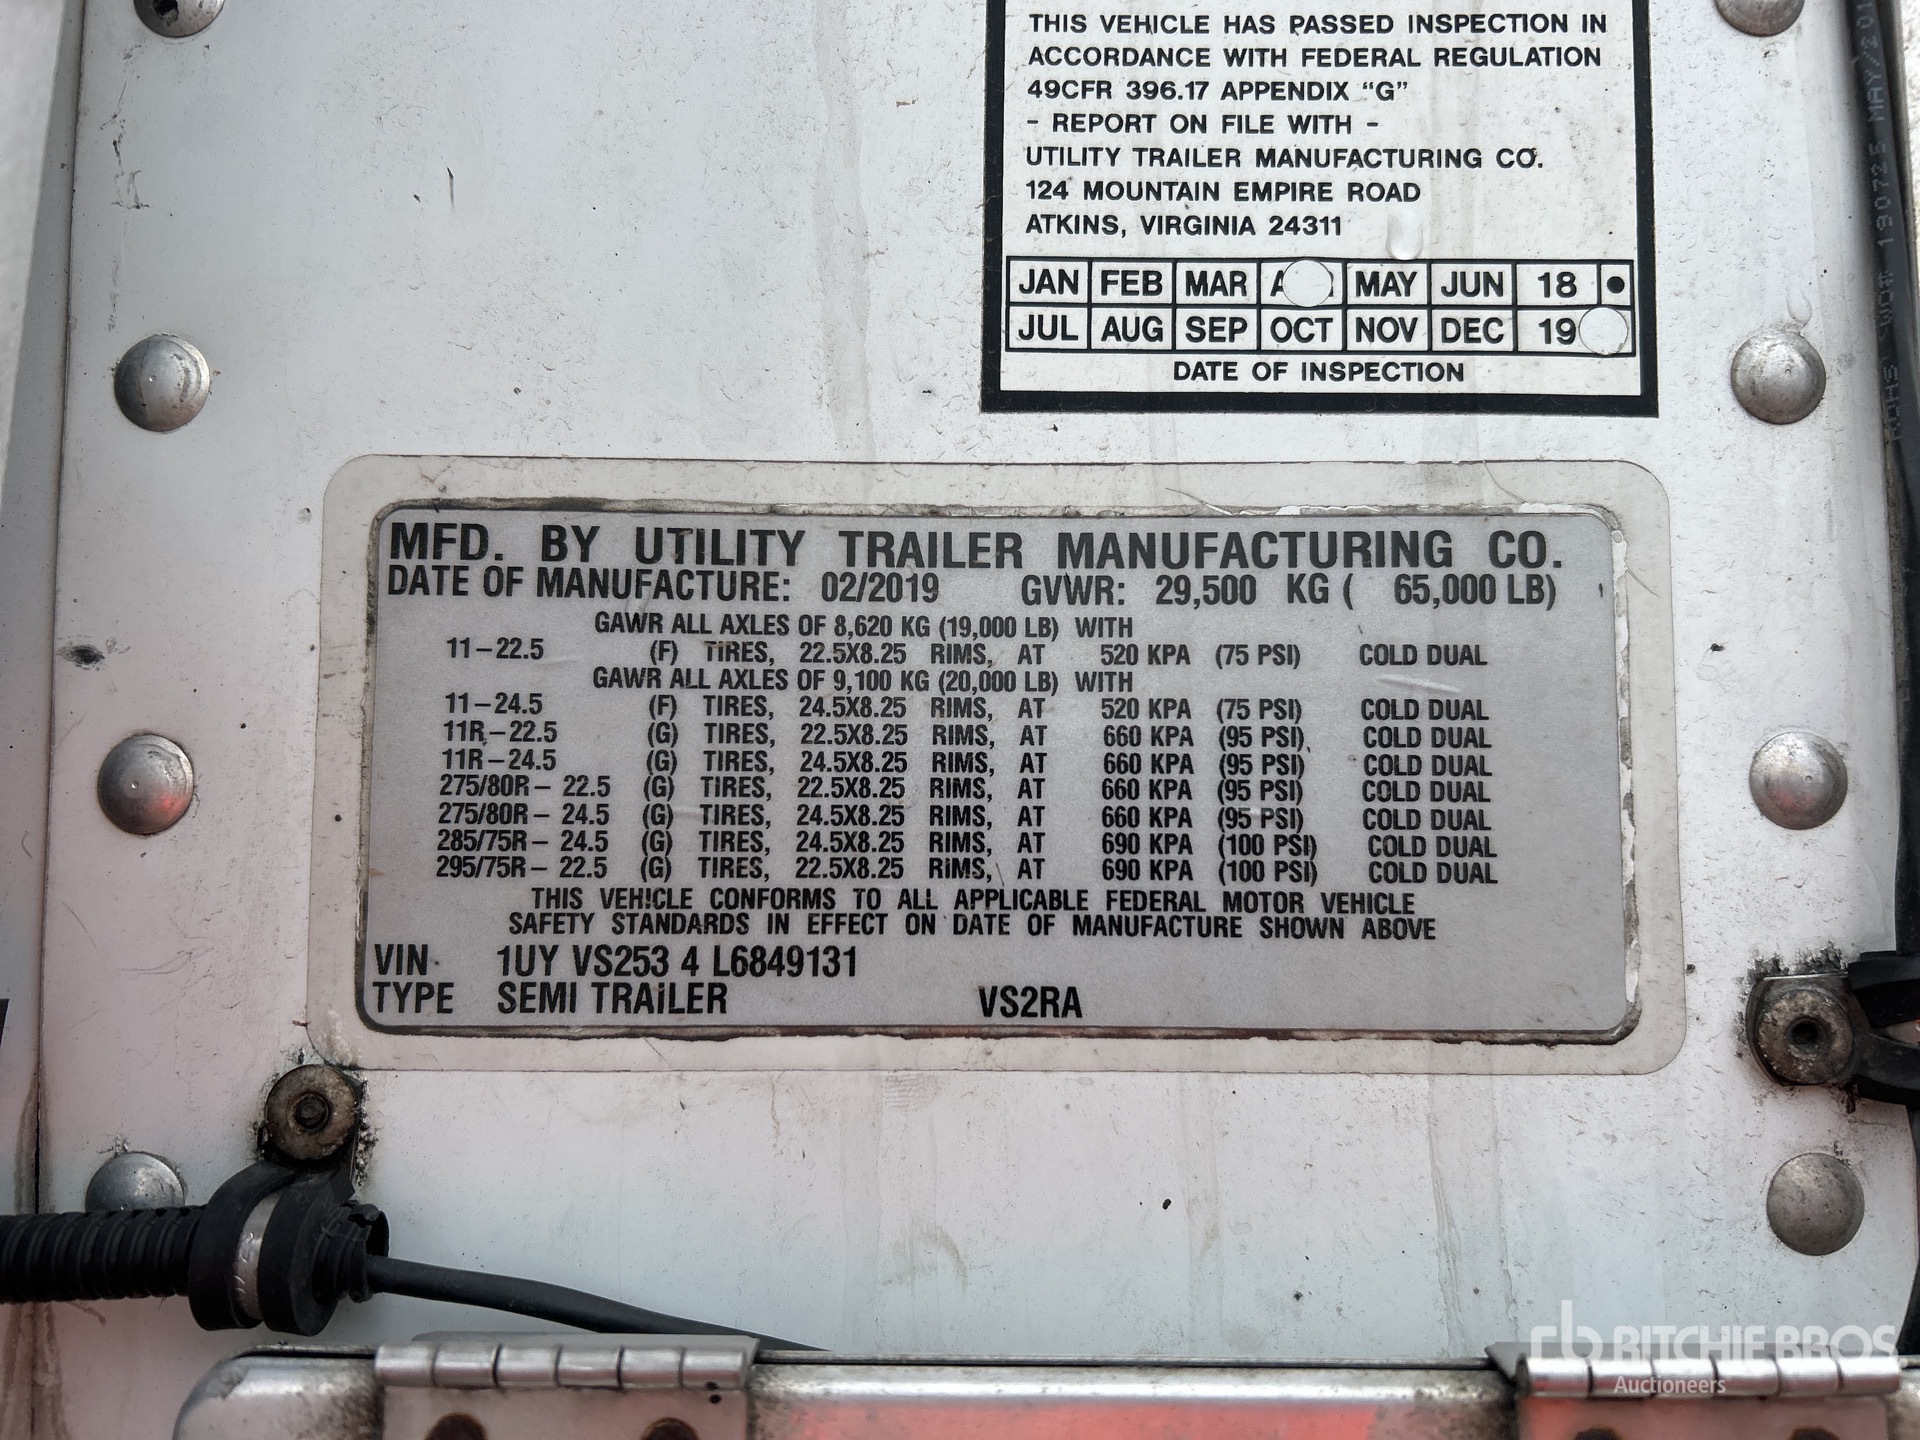 THIS VEHICLE HAS PASSED INSPECTION IN
ACCORDANCE WITH FEDERAL REGULATION
49CFR 396.17 APPENDIX “G”
- REPORT ON FILE WITH -
UTILITY TRAILER MANUFACTURING CO.
124 MOUNTAIN EMPIRE ROAD
ATKINS, VIRGINIA 24311
JAN FEB MAR MAY JUN 18
JUL AUG SEP OCT NOV DEC 19
DATE OF INSPECTION
MFD. BY UTILITY TRAILER MANUFACTURING CO.
DATE OF MANUFACTURE: 02/2019 GVWR: 29,500 KG ( 65,000 LB)
GAWR ALL AXLES OF 8,620 KG (19,000 LB) WITH
11-22.5 (F) TIRES, 22.5X8.25 RIMS, AT 520 KPA (75 PSI) COLD DUAL
GAWR ALL AXLES OF 9,100 KG (20,000 LB) WITH
11-24.5 (F) TIRES, 24.5X8.25 RIMS, AT 520 KPA (75 PSI) COLD DUAL
11R-22.5 (G) TIRES, 22.5X8.25 RIMS, AT 660 KPA (95 PSI) COLD DUAL
11R-24.5 (G) TIRES, 24.5X8.25 RIMS, AT 660 KPA (95 PSI) COLD DUAL
275/80R- 22.5 (G) TIRES, 22.5X8.25 RIMS, AT 660 KPA (95 PSI) COLD DUAL
275/80R- 24.5 (G) TIRES, 24.5X8.25 RIMS, AT 660 KPA (95 PSI) COLD DUAL
285/75R- 24.5 (G) TIRES, 24.5X8.25 RIMS, AT 690 KPA (100 PSI) COLD DUAL
295/75R- 22.5 (G) TIRES, 22.5X8.25 RIMS, AT 690 KPA (100 PSI) COLD DUAL
THIS VEHICLE CONFORMS TO ALL APPLICABLE FEDERAL MOTOR VEHICLE
SAFETY STANDARDS IN EFFECT ON DATE OF MANUFACTURE SHOWN ABOVE
VIN 1UY VS253 4 L6849131
TYPE SEMI TRAILER VS2RA
rb RITCHIE BROS.
Auctioneers